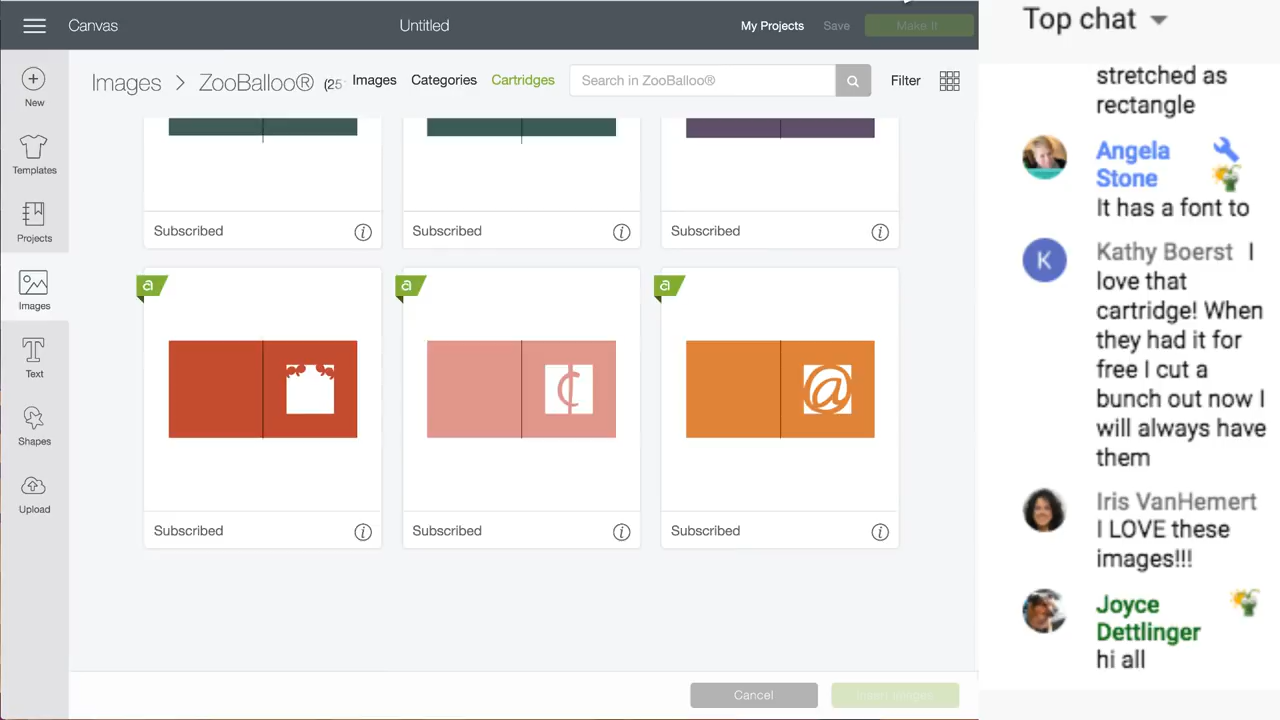 Canvas
Untitled
My Projects
Save
Make It
New
Templates
Projects
Images
Text
Shapes
Upload
Images > ZooBalloo® (25
Images
Categories
Cartridges
Search in ZooBalloo®
Filter
Subscribed
Subscribed
Subscribed
a
a
a
₵
@
Subscribed
Subscribed
Subscribed
Cancel
Insert Images
Top chat
stretched as
rectangle
Angela
Stone
It has a font to
Kathy Boerst I
love that
cartridge! When
they had it for
free I cut a
bunch out now I
will always have
them
K
Iris VanHemert
I LOVE these
images!!!
Joyce
Dettlinger
hi all